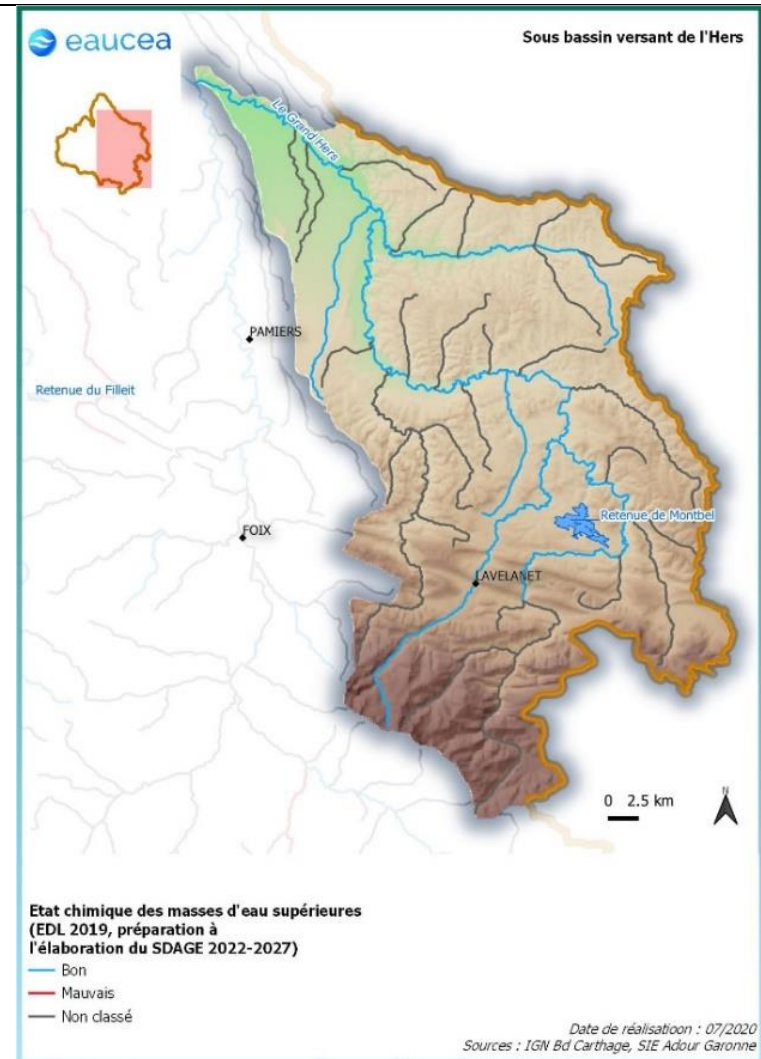 eaucea
Sous bassin versant de l'Hers
Le Grand Hers
PAMIERS
Retenue du Filleit
Retenue de Montbel
FOIX
LAVELANET
0 2.5 km
N
Etat chimique des masses d'eau supérieures
(EDL 2019, préparation à
l'élaboration du SDAGE 2022-2027)
Bon
Mauvais
Non classé
Date de réalisatioon : 07/2020
Sources : IGN Bd Carthage, SIE Adour Garonne